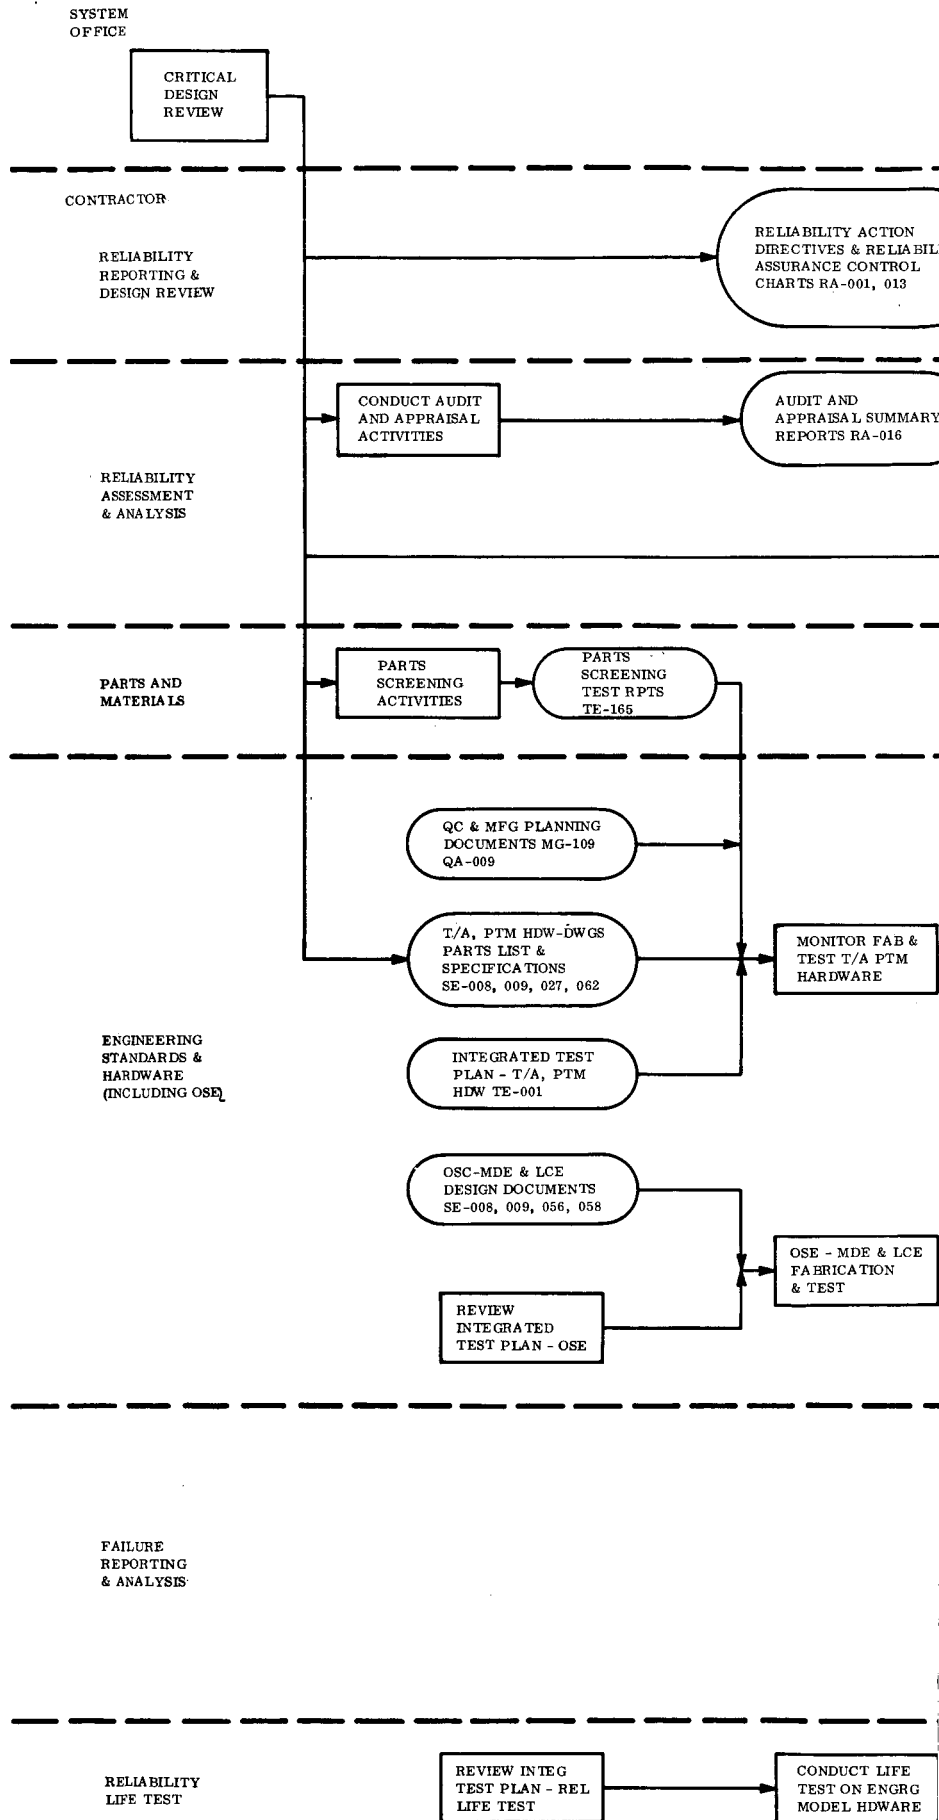 SYSTEM
OFFICE
CRITICAL
DESIGN
REVIEW
CONTRACTOR
RELIABILITY
REPORTING &
DESIGN REVIEW
RELIABILITY ACTION
DIRECTIVES & RELIABIL
ASSURANCE CONTROL
CHARTS RA-001, 013
CONDUCT AUDIT
AND APPRAISAL
ACTIVITIES
AUDIT AND
APPRAISAL SUMMARY
REPORTS RA-016
RELIABILITY
ASSESSMENT
& ANALYSIS
PARTS AND
MATERIALS
PARTS
SCREENING
ACTIVITIES
PARTS
SCREENING
TEST RPTS
TE-165
QC & MFG PLANNING
DOCUMENTS MG-109
QA-009
T/A, PTM HDW-DWGS
PARTS LIST &
SPECIFICATIONS
SE-008, 009, 027, 062
MONITOR FAB &
TEST T/A PTM
HARDWARE
ENGINEERING
STANDARDS &
HARDWARE
(INCLUDING OSE)
INTEGRATED TEST
PLAN - T/A, PTM
HDW TE-001
OSC-MDE & LCE
DESIGN DOCUMENTS
SE-008, 009, 056, 058
OSE - MDE & LCE
FABRICATION
& TEST
REVIEW
INTEGRATED
TEST PLAN - OSE
FAILURE
REPORTING
& ANALYSIS
RELIABILITY
LIFE TEST
REVIEW INTEG
TEST PLAN - REL
LIFE TEST
CONDUCT LIFE
TEST ON ENGRG
MODEL HDWARE